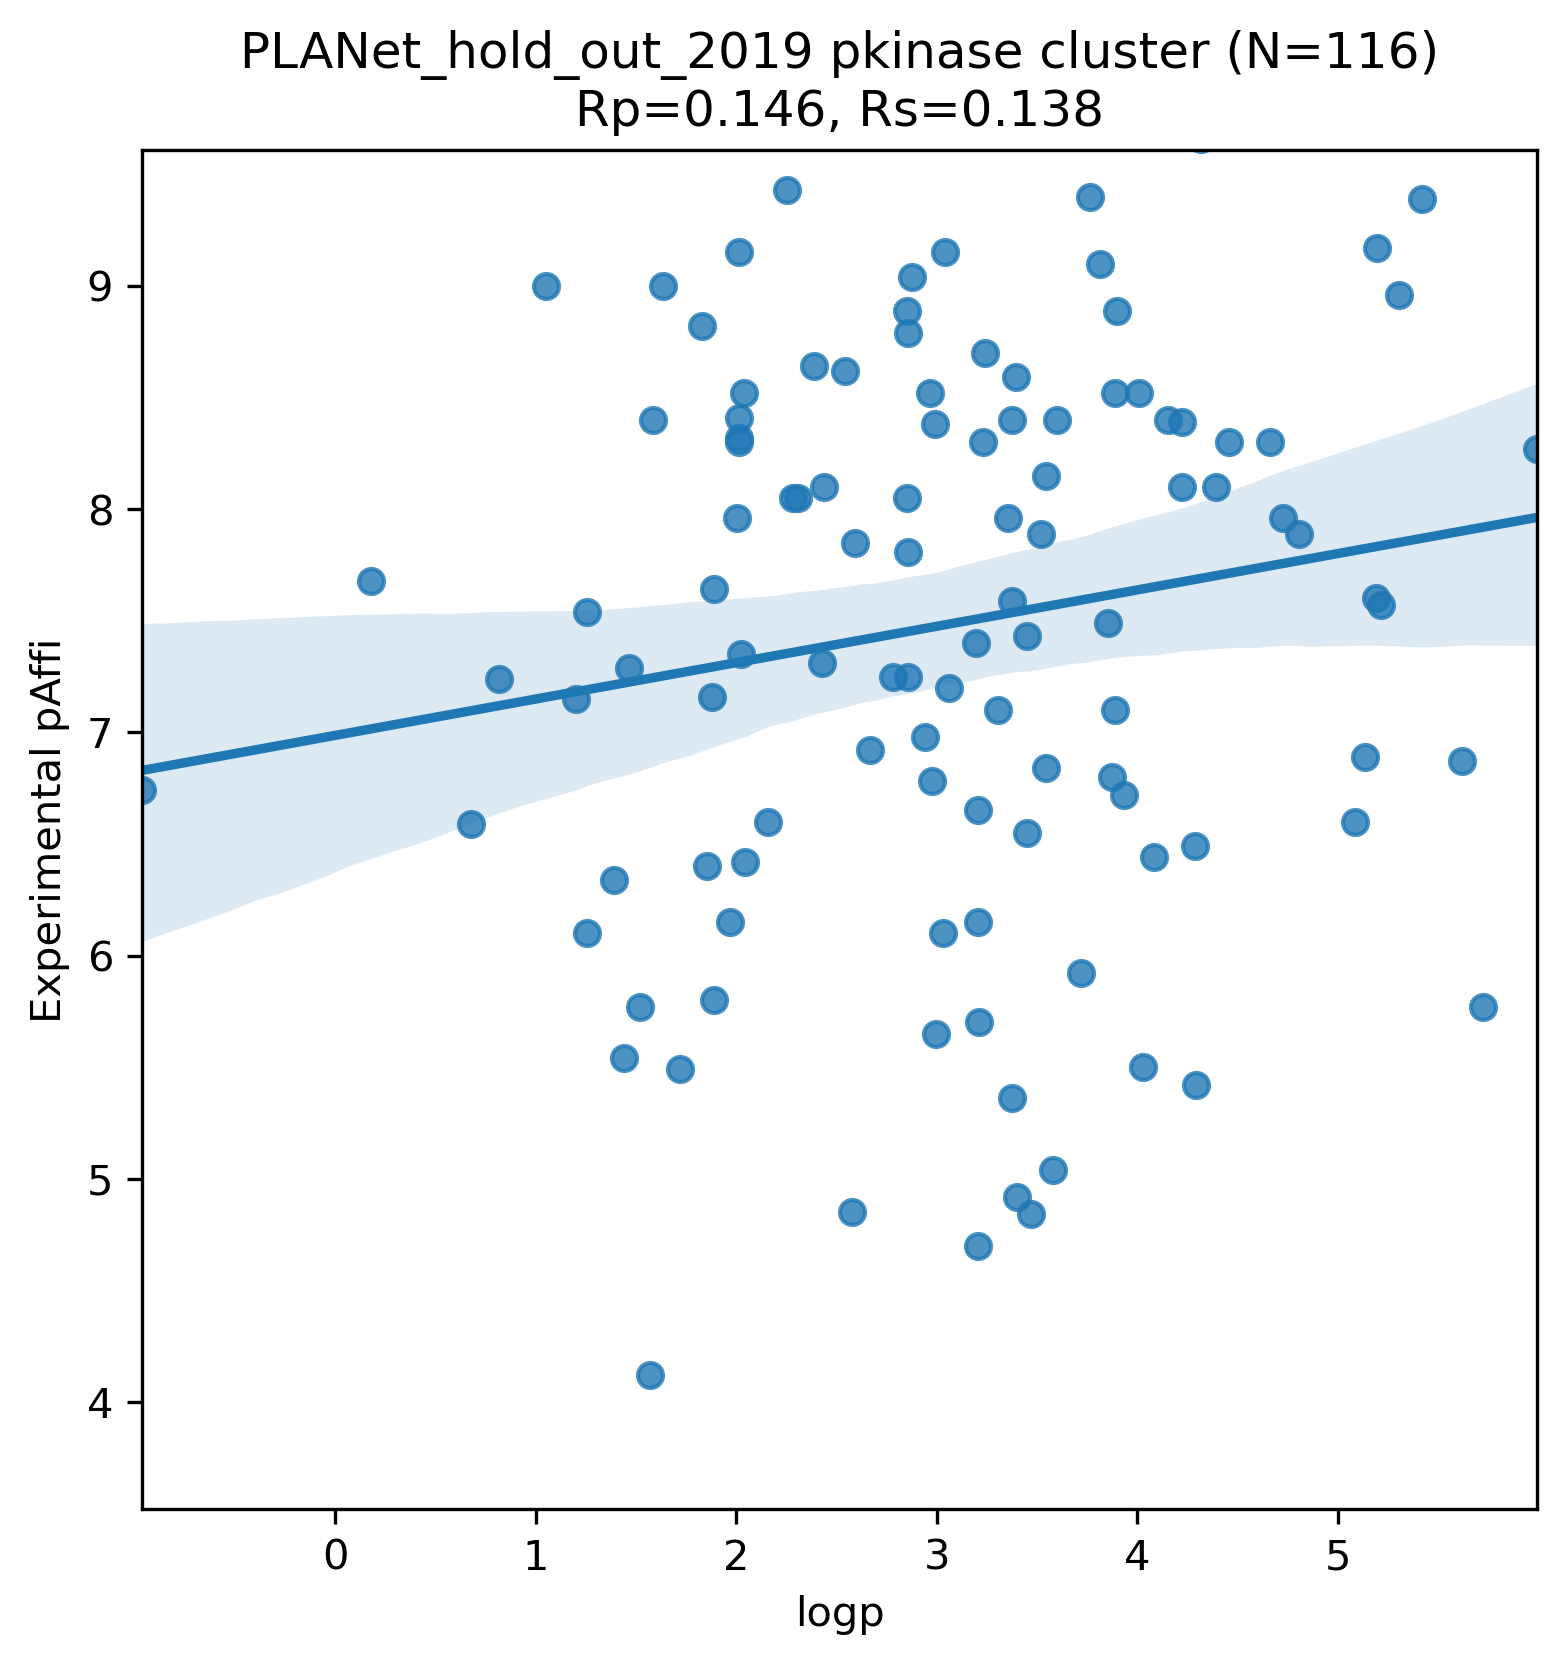 PLANet_hold_out_2019 pkinase cluster (N=116)
Rp=0.146, Rs=0.138
9
8
7
6
5
4
Experimental pAffi
0 1 2 3 4 5
logp